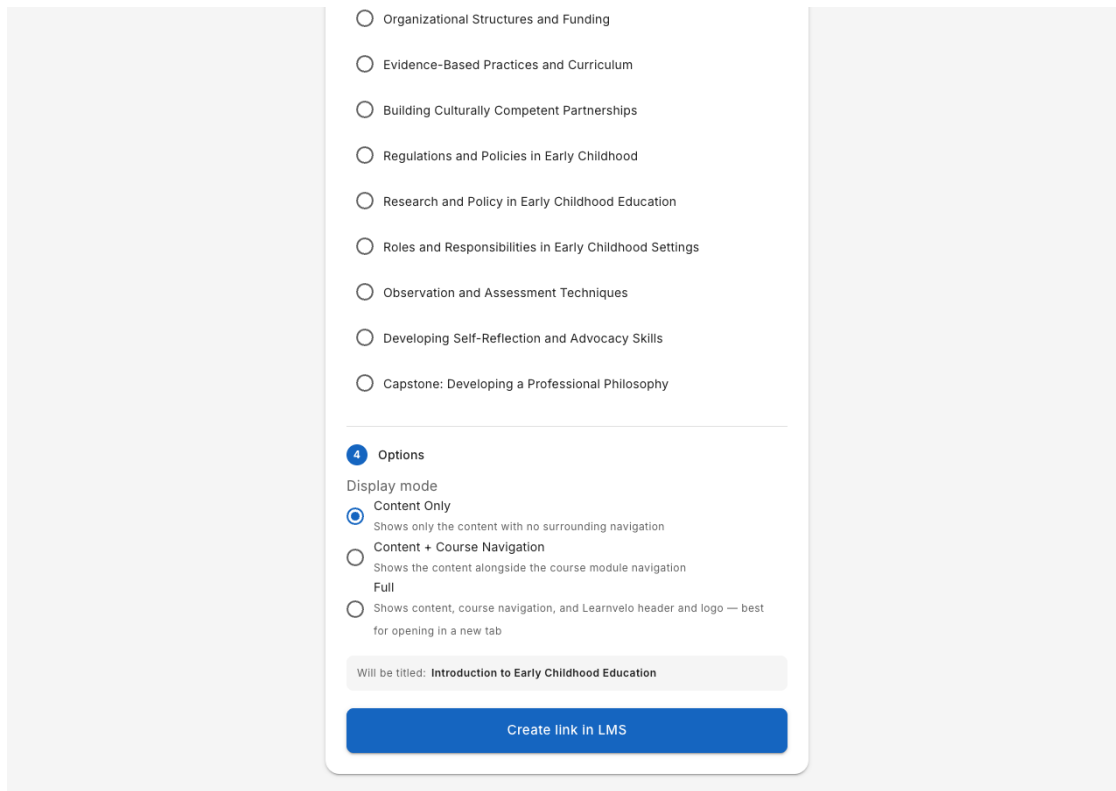 Organizational Structures and Funding
Evidence-Based Practices and Curriculum
Building Culturally Competent Partnerships
Regulations and Policies in Early Childhood
Research and Policy in Early Childhood Education
Roles and Responsibilities in Early Childhood Settings
Observation and Assessment Techniques
Developing Self-Reflection and Advocacy Skills
Capstone: Developing a Professional Philosophy
4 Options
Display mode
Content Only
Shows only the content with no surrounding navigation
Content + Course Navigation
Shows the content alongside the course module navigation
Full
Shows content, course navigation, and Learnvelo header and logo — best
for opening in a new tab
Will be titled: Introduction to Early Childhood Education
Create link in LMS